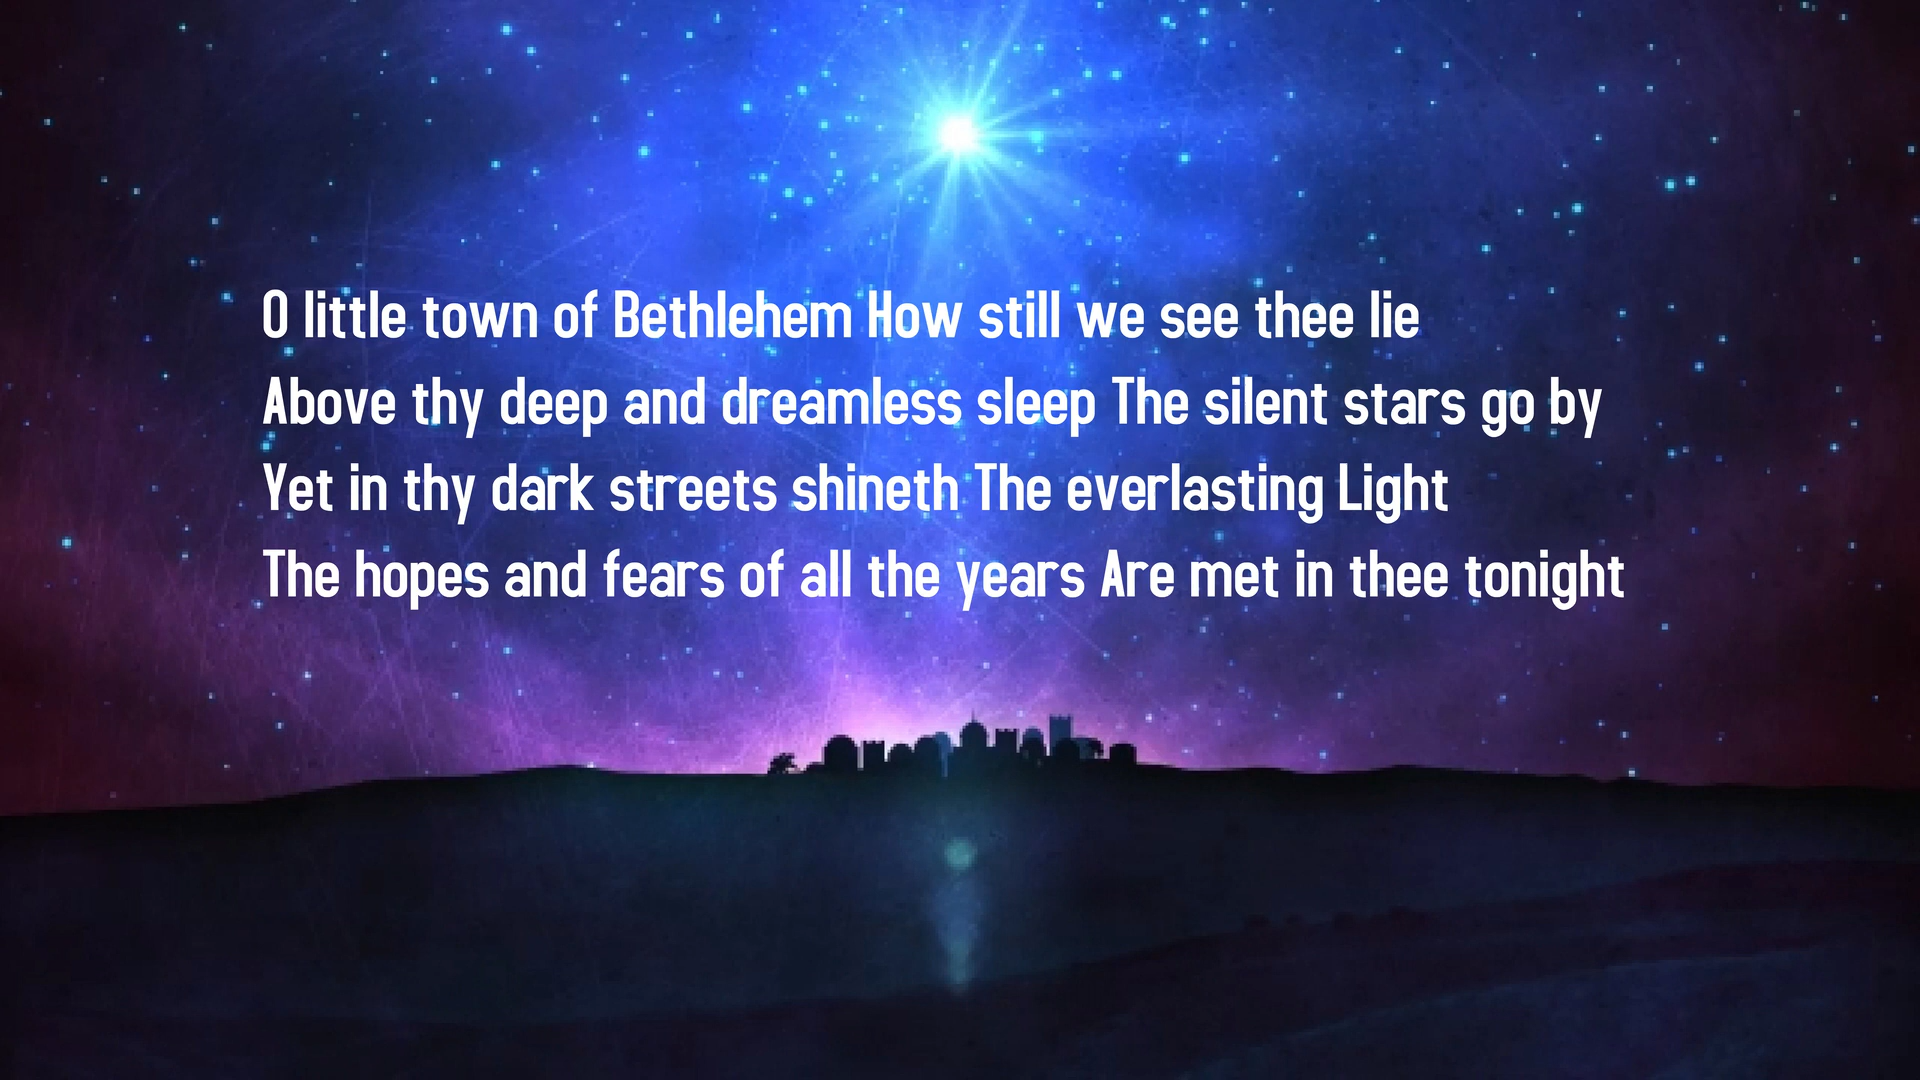 O little town of Bethlehem How still we see thee lie
Above thy deep and dreamless sleep The silent stars go by
Yet in thy dark streets shineth The everlasting Light
The hopes and fears of all the years Are met in thee tonight